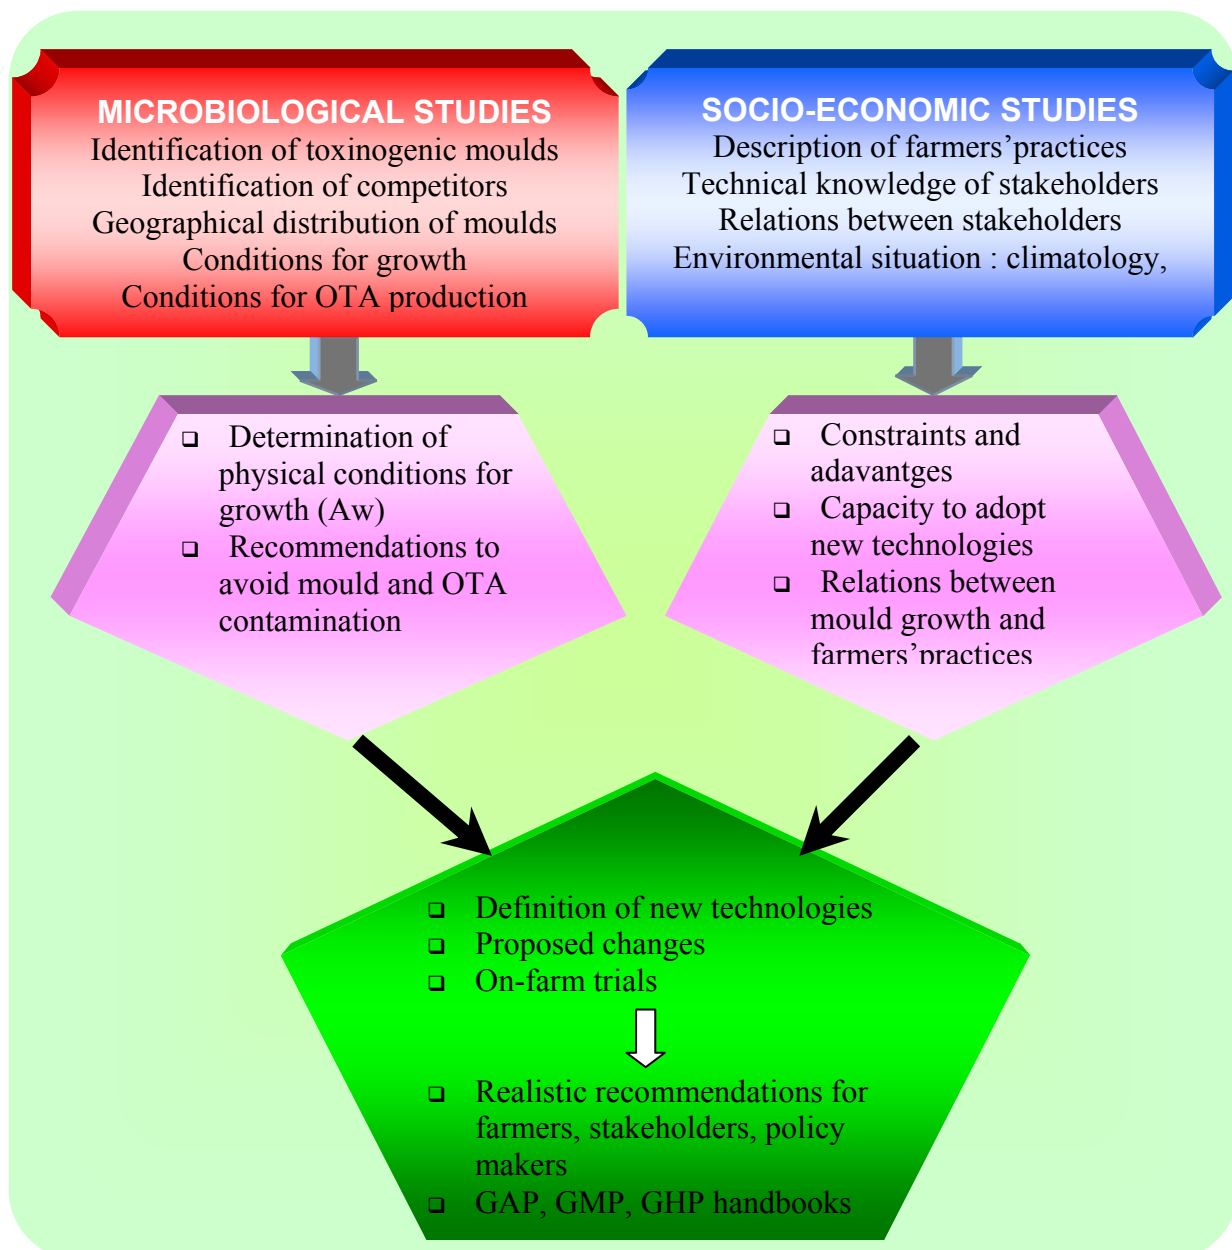 MICROBIOLOGICAL STUDIES
Identification of toxinogenic moulds
Identification of competitors
Geographical distribution of moulds
Conditions for growth
Conditions for OTA production
SOCIO-ECONOMIC STUDIES
Description of farmers’practices
Technical knowledge of stakeholders
Relations between stakeholders
Environmental situation : climatology,
❑ Determination of
physical conditions for
growth (Aw)
❑ Recommendations to
avoid mould and OTA
contamination
❑ Constraints and
adavantges
❑ Capacity to adopt
new technologies
❑ Relations between
mould growth and
farmers’practices
❑ Definition of new technologies
❑ Proposed changes
❑ On-farm trials
❑ Realistic recommendations for
farmers, stakeholders, policy
makers
❑ GAP, GMP, GHP handbooks